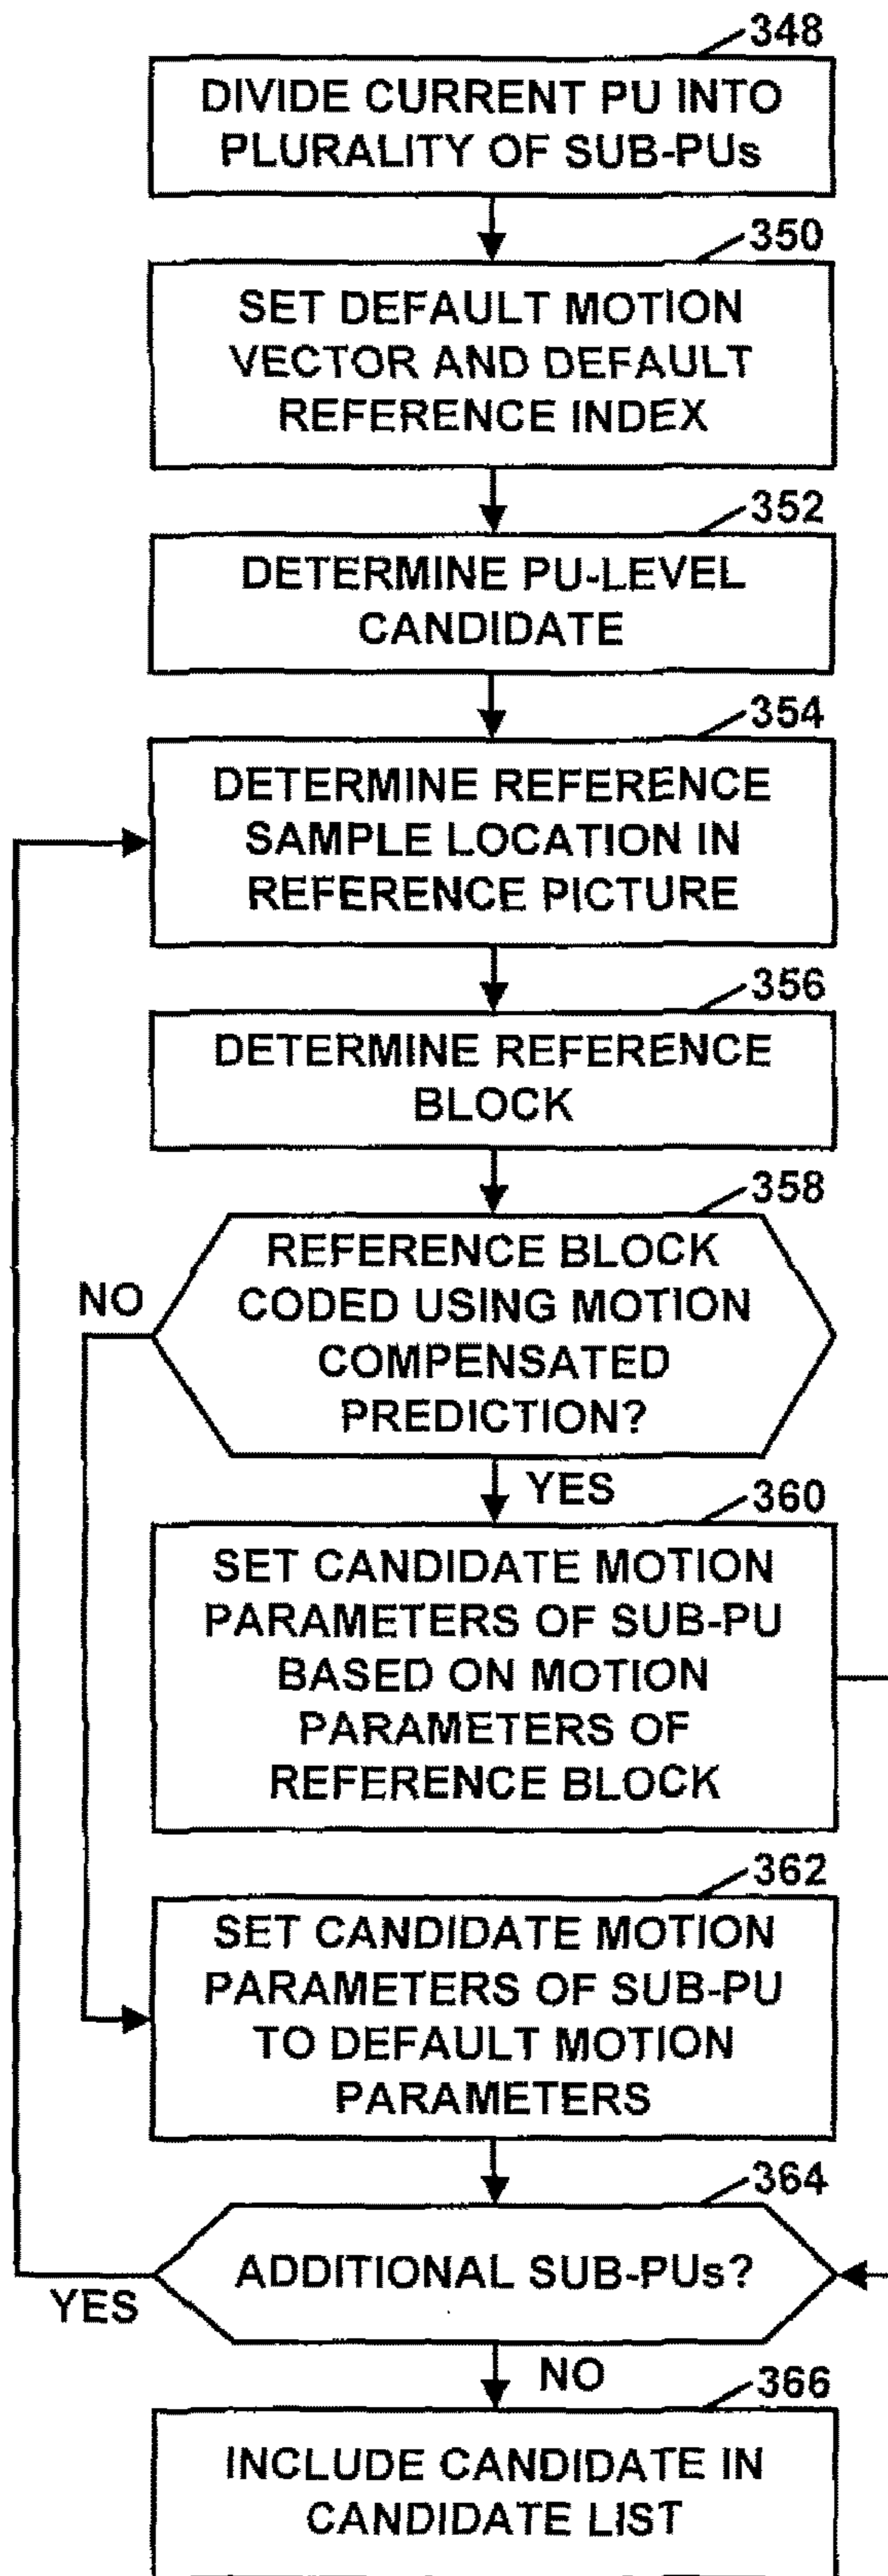 348
DIVIDE CURRENT PU INTO
PLURALITY OF SUB-PUs
350
SET DEFAULT MOTION
VECTOR AND DEFAULT
REFERENCE INDEX
352
DETERMINE PU-LEVEL
CANDIDATE
354
DETERMINE REFERENCE
SAMPLE LOCATION IN
REFERENCE PICTURE
356
DETERMINE REFERENCE
BLOCK
358
REFERENCE BLOCK
CODED USING MOTION
COMPENSATED
PREDICTION?
NO
YES
360
SET CANDIDATE MOTION
PARAMETERS OF SUB-PU
BASED ON MOTION
PARAMETERS OF
REFERENCE BLOCK
362
SET CANDIDATE MOTION
PARAMETERS OF SUB-PU
TO DEFAULT MOTION
PARAMETERS
364
ADDITIONAL SUB-PUs?
YES
NO
366
INCLUDE CANDIDATE IN
CANDIDATE LIST